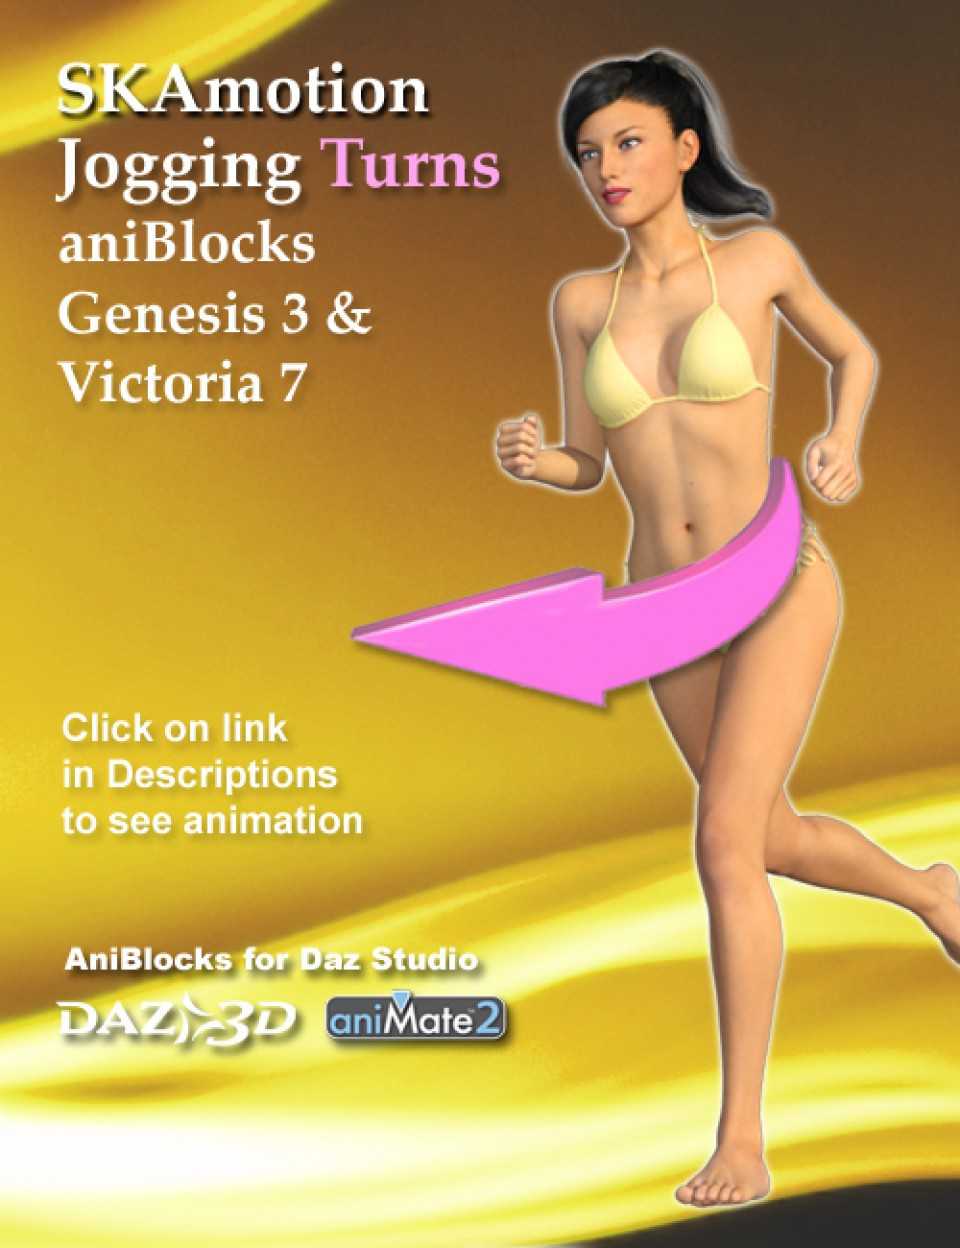 SKAmotion
Jogging Turns
aniBlocks
Genesis 3 &
Victoria 7
Click on link
in Descriptions
to see animation
AniBlocks for Daz Studio
DAZ 3D
aniMate™2